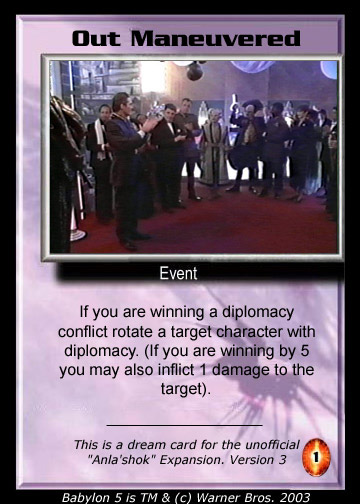 Out Maneuvered
Event
If you are winning a diplomacy
conflict rotate a target character with
diplomacy. (If you are winning by 5
you may also inflict 1 damage to the
target).
This is a dream card for the unofficial
"Anla'shok" Expansion. Version 3
1
Babylon 5 is TM & (c) Warner Bros. 2003